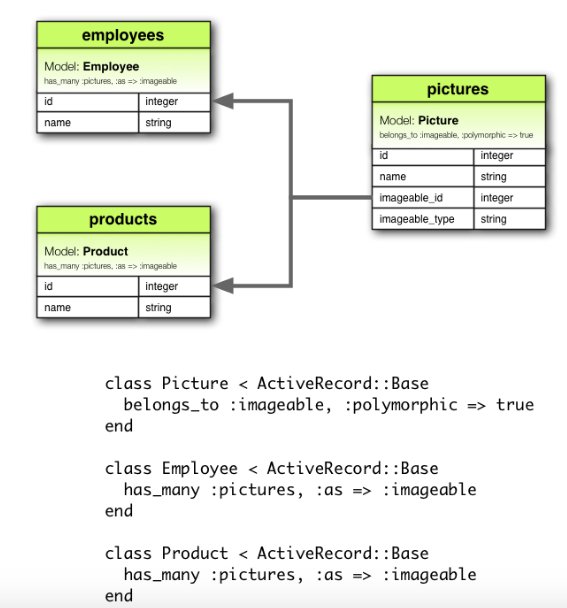 employees
Model: Employee
has_many :pictures, :as => :imageable
id integer
name string
pictures
Model: Picture
belongs_to :imageable, :polymorphic => true
id integer
name string
imageable_id integer
imageable_type string
products
Model: Product
has_many :pictures, :as => :imageable
id integer
name string
class Picture < ActiveRecord::Base
  belongs_to :imageable, :polymorphic => true
end
class Employee < ActiveRecord::Base
  has_many :pictures, :as => :imageable
end
class Product < ActiveRecord::Base
  has_many :pictures, :as => :imageable
end